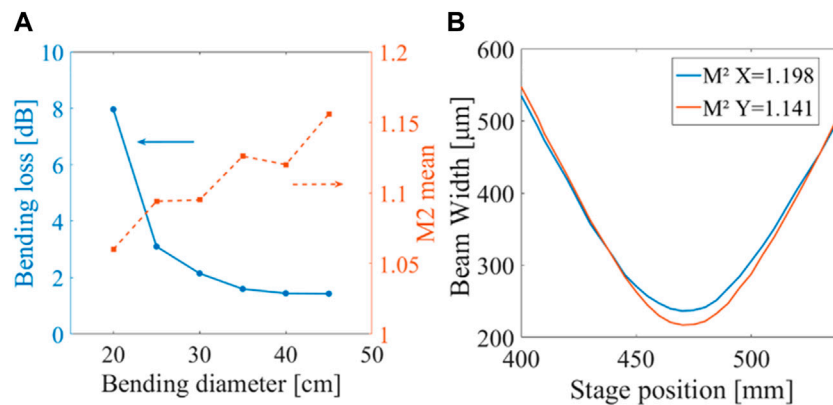 A
10
8
6
4
2
0
Bending loss [dB]
20
30
40
50
Bending diameter [cm]
1.2
1.15
1.1
1.05
1
M2 mean
B
600
500
400
300
200
Beam Width [μm]
400
450
500
Stage position [mm]
M² X=1.198
M² Y=1.141